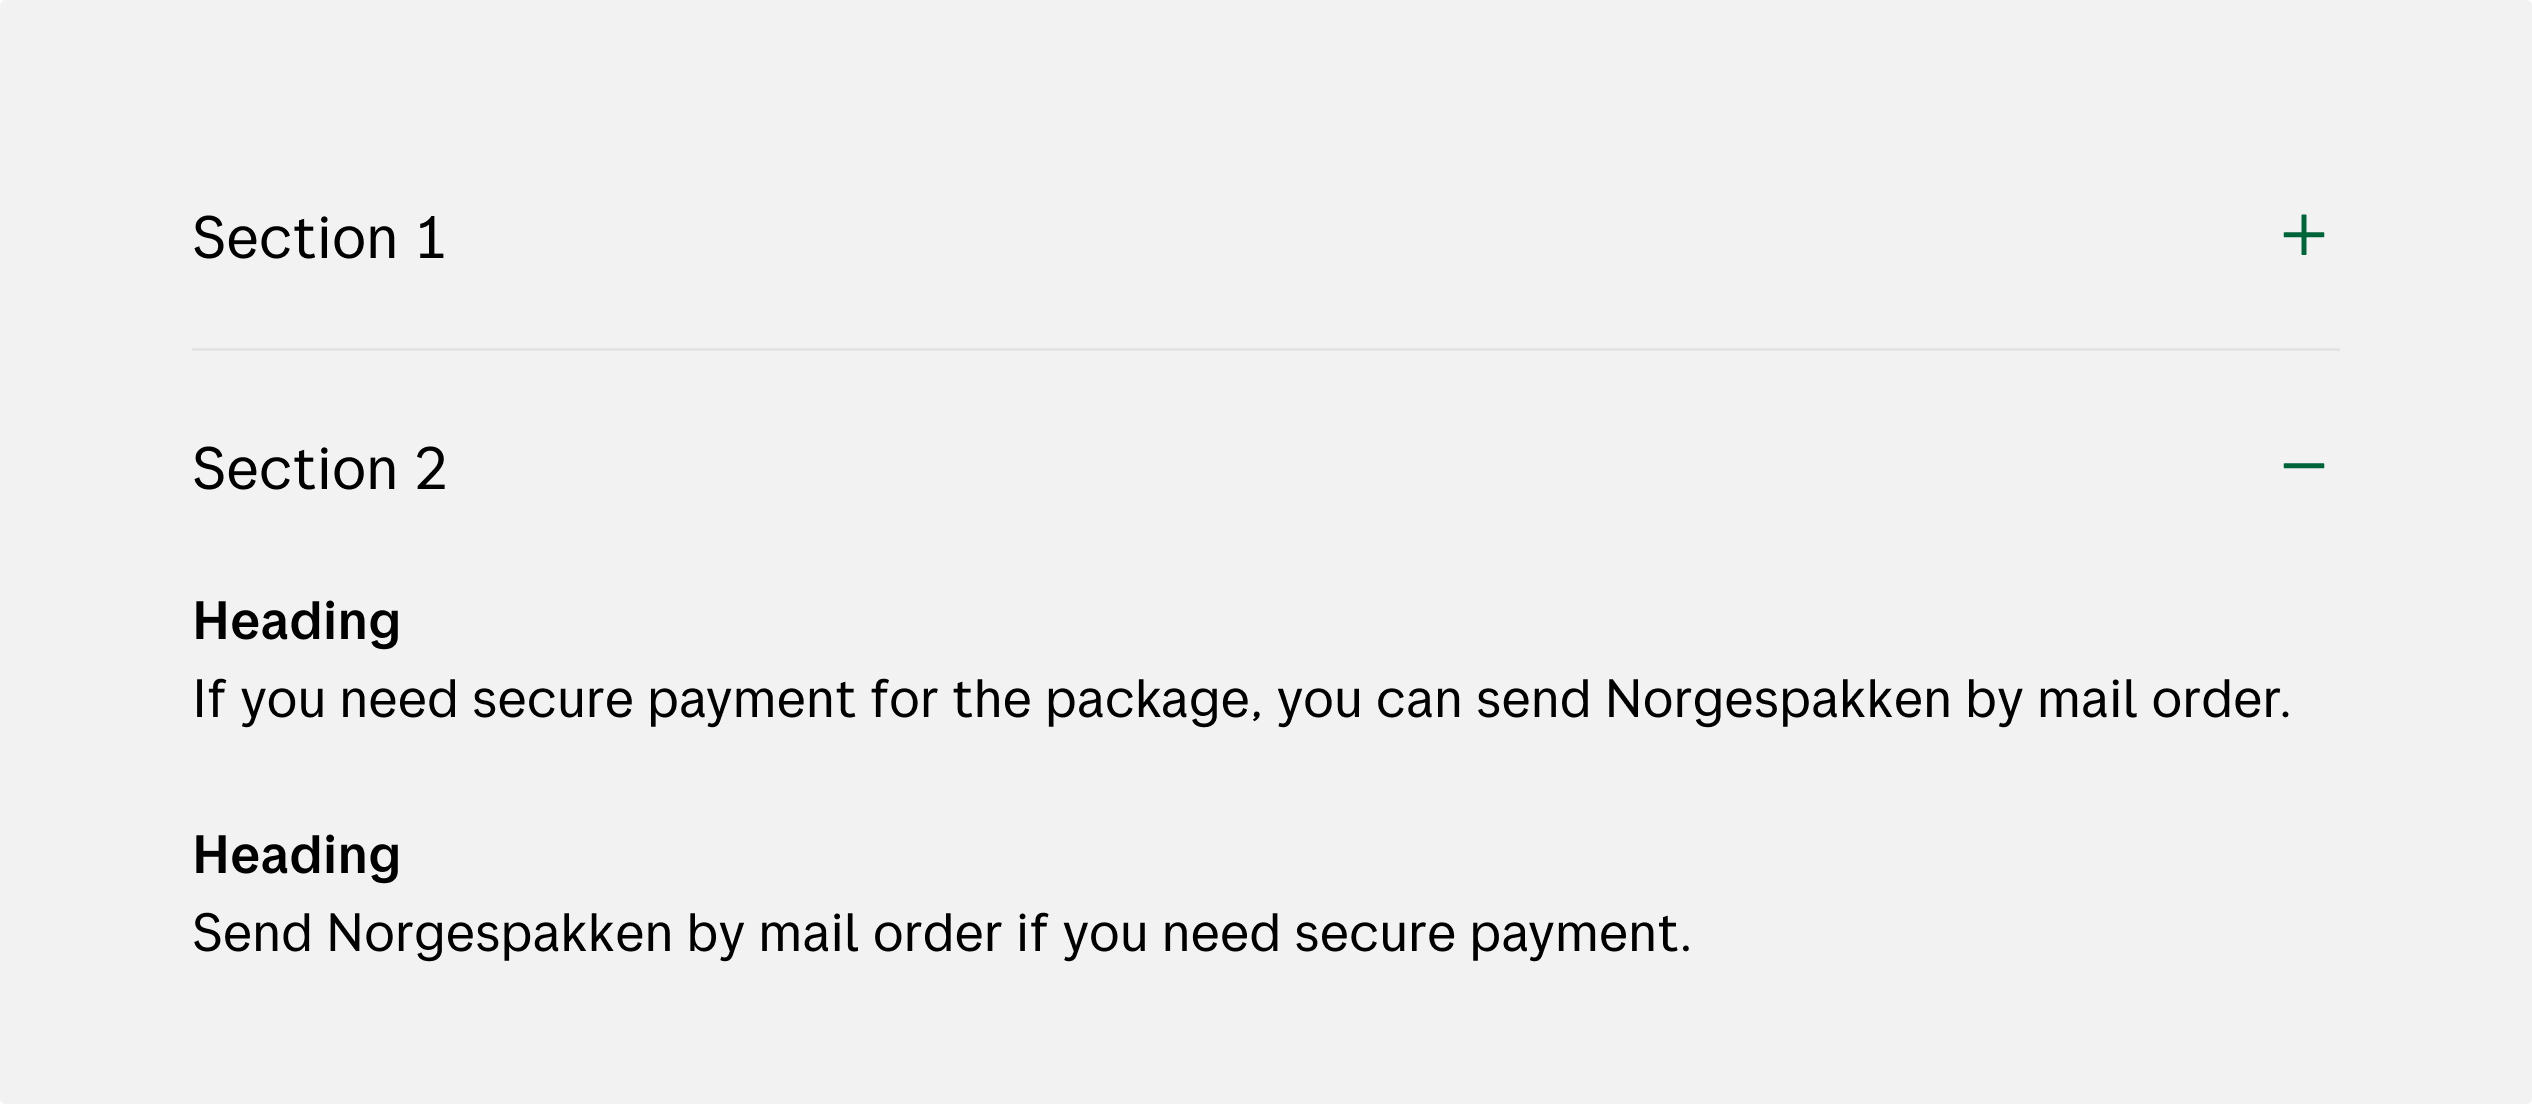 Section 1
Section 2
Heading
If you need secure payment for the package, you can send Norgespakken by mail order.
Heading
Send Norgespakken by mail order if you need secure payment.